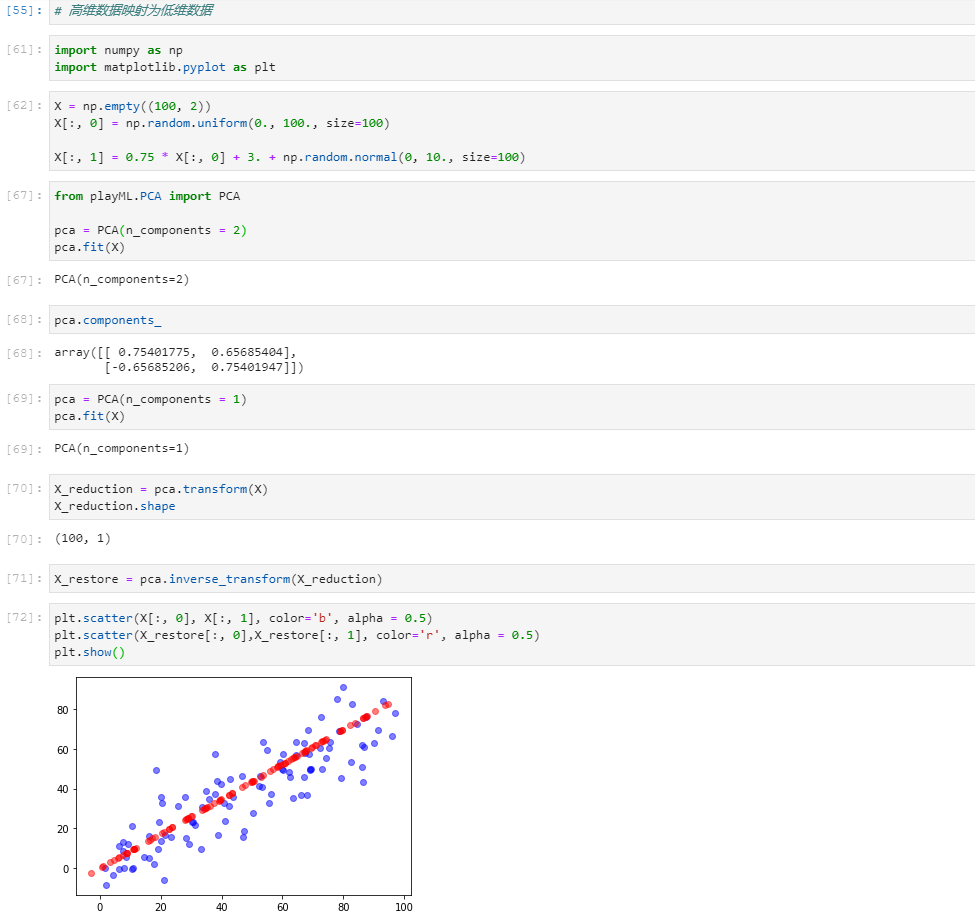 [55]: # 高维数据映射为低维数据
[61]: import numpy as np
import matplotlib.pyplot as plt
[62]: X = np.empty((100, 2))
X[:, 0] = np.random.uniform(0., 100., size=100)
X[:, 1] = 0.75 * X[:, 0] + 3. + np.random.normal(0, 10., size=100)
[67]: from playML.PCA import PCA
pca = PCA(n_components = 2)
pca.fit(X)
[67]: PCA(n_components=2)
[68]: pca.components_
[68]: array([[ 0.75401775, 0.65685404],
[-0.65685206, 0.75401947]])
[69]: pca = PCA(n_components = 1)
pca.fit(X)
[69]: PCA(n_components=1)
[70]: X_reduction = pca.transform(X)
X_reduction.shape
[70]: (100, 1)
[71]: X_restore = pca.inverse_transform(X_reduction)
[72]: plt.scatter(X[:, 0], X[:, 1], color='b', alpha = 0.5)
plt.scatter(X_restore[:, 0],X_restore[:, 1], color='r', alpha = 0.5)
plt.show()
80
60
40
20
0
0 20 40 60 80 100